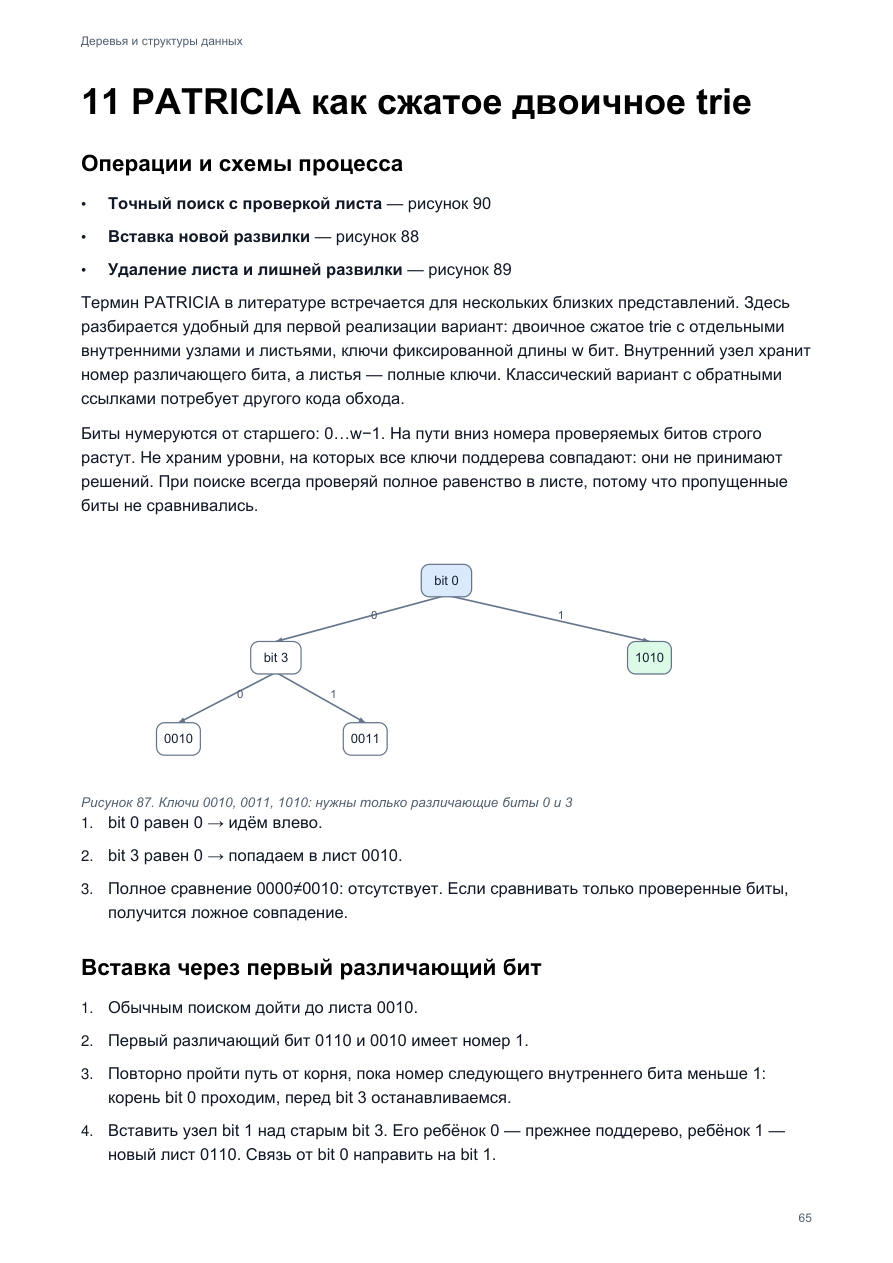 Деревья и структуры данных
11 PATRICIA как сжатое двоичное trie
Операции и схемы процесса
• Точный поиск с проверкой листа — рисунок 90
• Вставка новой развилки — рисунок 88
• Удаление листа и лишней развилки — рисунок 89
Термин PATRICIA в литературе встречается для нескольких близких представлений. Здесь
разбирается удобный для первой реализации вариант: двоичное сжатое trie с отдельными
внутренними узлами и листьями, ключи фиксированной длины w бит. Внутренний узел хранит
номер различающего бита, а листья — полные ключи. Классический вариант с обратными
ссылками потребует другого кода обхода.
Биты нумеруются от старшего: 0…w−1. На пути вниз номера проверяемых битов строго
растут. Не храним уровни, на которых все ключи поддерева совпадают: они не принимают
решений. При поиске всегда проверяй полное равенство в листе, потому что пропущенные
биты не сравнивались.
bit 0
0
1
bit 3
1010
0
1
0010
0011
Рисунок 87. Ключи 0010, 0011, 1010: нужны только различающие биты 0 и 3
1. bit 0 равен 0 → идём влево.
2. bit 3 равен 0 → попадаем в лист 0010.
3. Полное сравнение 0000≠0010: отсутствует. Если сравнивать только проверенные биты,
получится ложное совпадение.
Вставка через первый различающий бит
1. Обычным поиском дойти до листа 0010.
2. Первый различающий бит 0110 и 0010 имеет номер 1.
3. Повторно пройти путь от корня, пока номер следующего внутреннего бита меньше 1:
корень bit 0 проходим, перед bit 3 останавливаемся.
4. Вставить узел bit 1 над старым bit 3. Его ребёнок 0 — прежнее поддерево, ребёнок 1 —
новый лист 0110. Связь от bit 0 направить на bit 1.
65